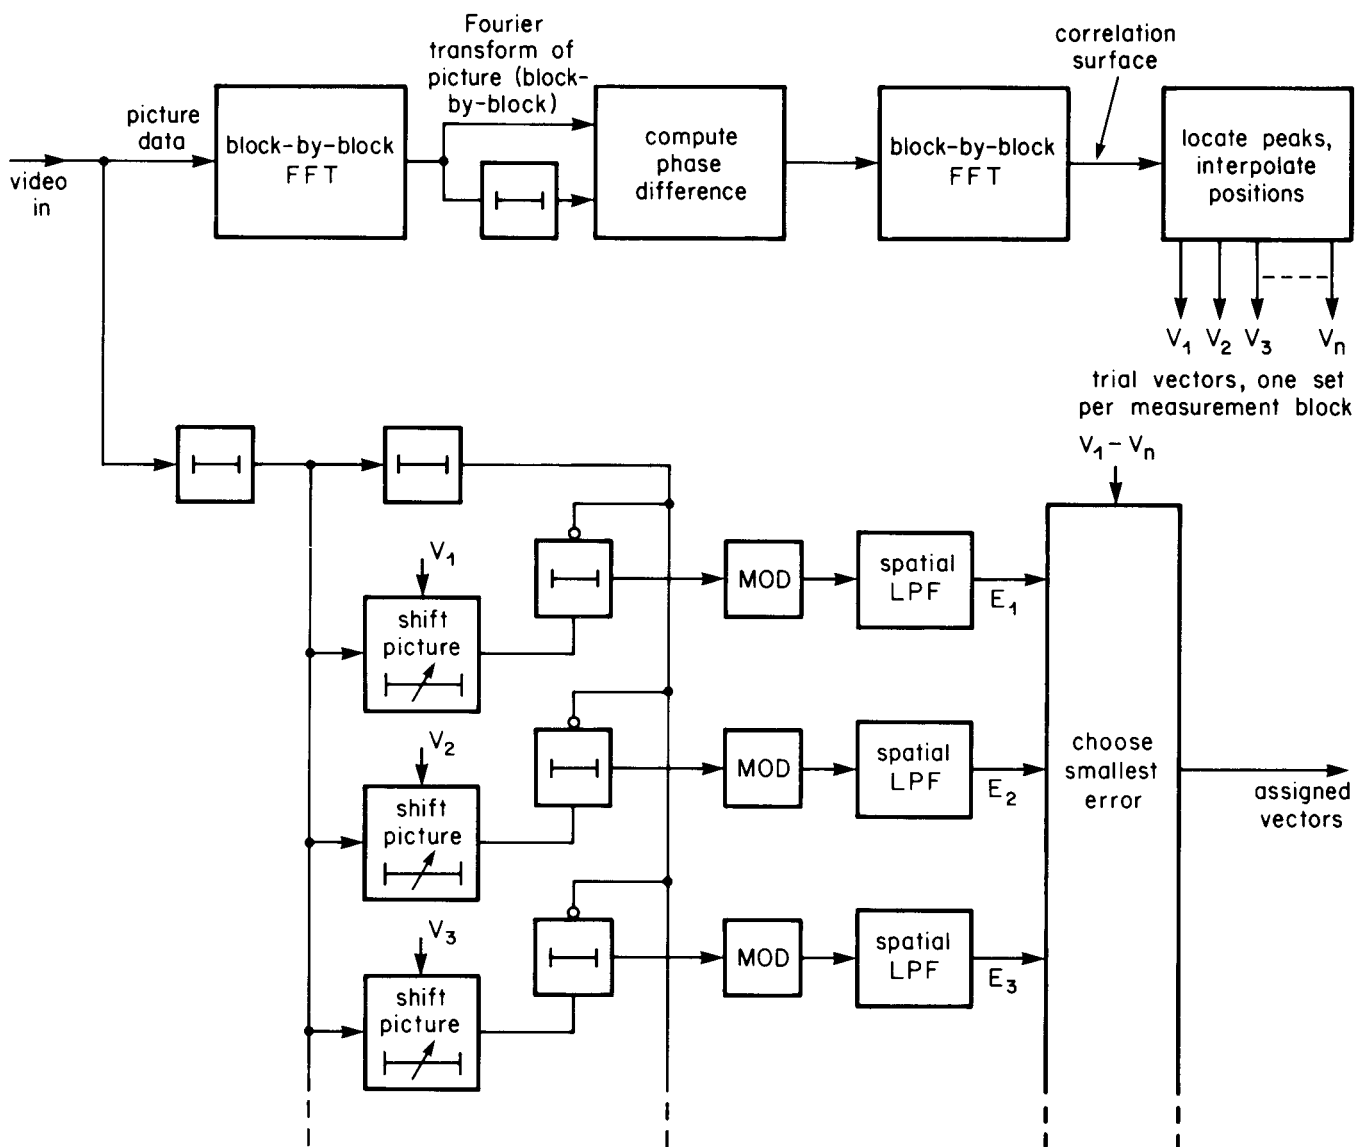 Fourier
transform of
picture (block-
by-block)
correlation
surface
picture
data
video
in
block-by-block
FFT
compute
phase
difference
block-by-block
FFT
locate peaks,
interpolate
positions
V1 V2 V3 Vn
trial vectors, one set
per measurement block
V1 – Vn
V1
shift
picture
MOD
spatial
LPF
E1
V2
shift
picture
MOD
spatial
LPF
E2
choose
smallest
error
assigned
vectors
V3
shift
picture
MOD
spatial
LPF
E3